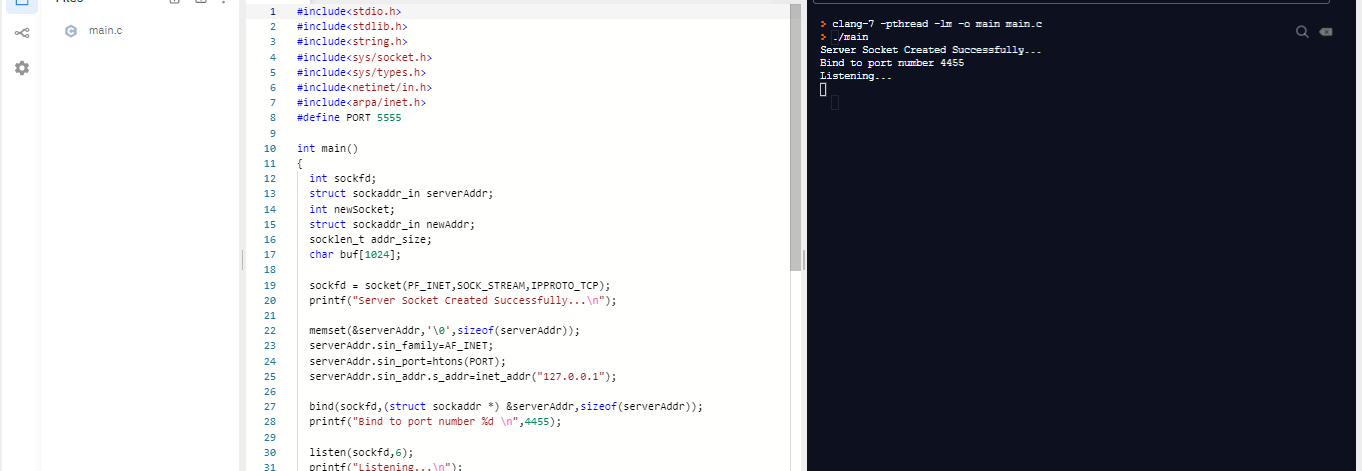 Files
main.c
1 #include<stdio.h>
2 #include<stdlib.h>
3 #include<string.h>
4 #include<sys/socket.h>
5 #include<sys/types.h>
6 #include<netinet/in.h>
7 #include<arpa/inet.h>
8 #define PORT 5555
9
10 int main()
11 {
12 int sockfd;
13 struct sockaddr_in serverAddr;
14 int newSocket;
15 struct sockaddr_in newAddr;
16 socklen_t addr_size;
17 char buf[1024];
18
19 sockfd = socket(PF_INET,SOCK_STREAM,IPPROTO_TCP);
20 printf("Server Socket Created Successfully...\n");
21
22 memset(&serverAddr,'\0',sizeof(serverAddr));
23 serverAddr.sin_family=AF_INET;
24 serverAddr.sin_port=htons(PORT);
25 serverAddr.sin_addr.s_addr=inet_addr("127.0.0.1");
26
27 bind(sockfd,(struct sockaddr *) &serverAddr,sizeof(serverAddr));
28 printf("Bind to port number %d \n",4455);
29
30 listen(sockfd,6);
31 printf("Listening...\n");
> clang-7 -pthread -lm -o main main.c
> ./main
Server Socket Created Successfully...
Bind to port number 4455
Listening...